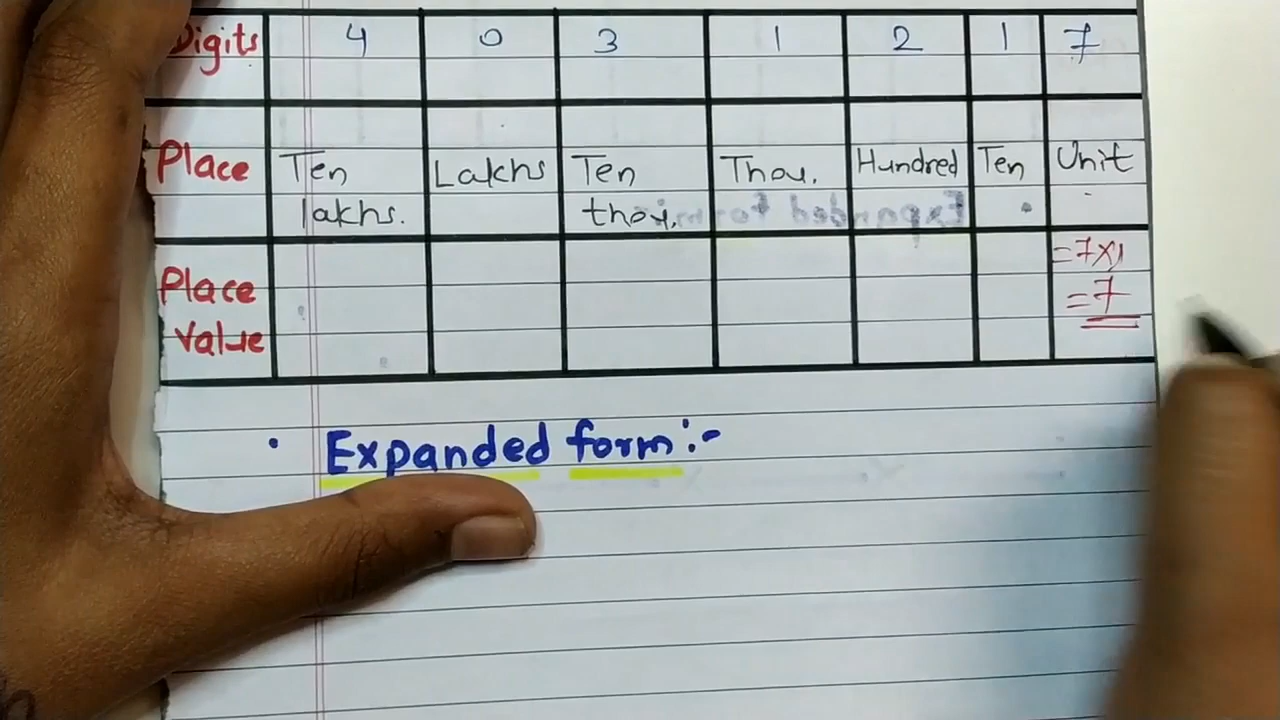 Digits 4 0 3 1 2 1 7
Place Ten lakhs. Lakhs Ten thou. Thou. Hundred Ten Unit
Place Value =7x1
=7
• Expanded form:-